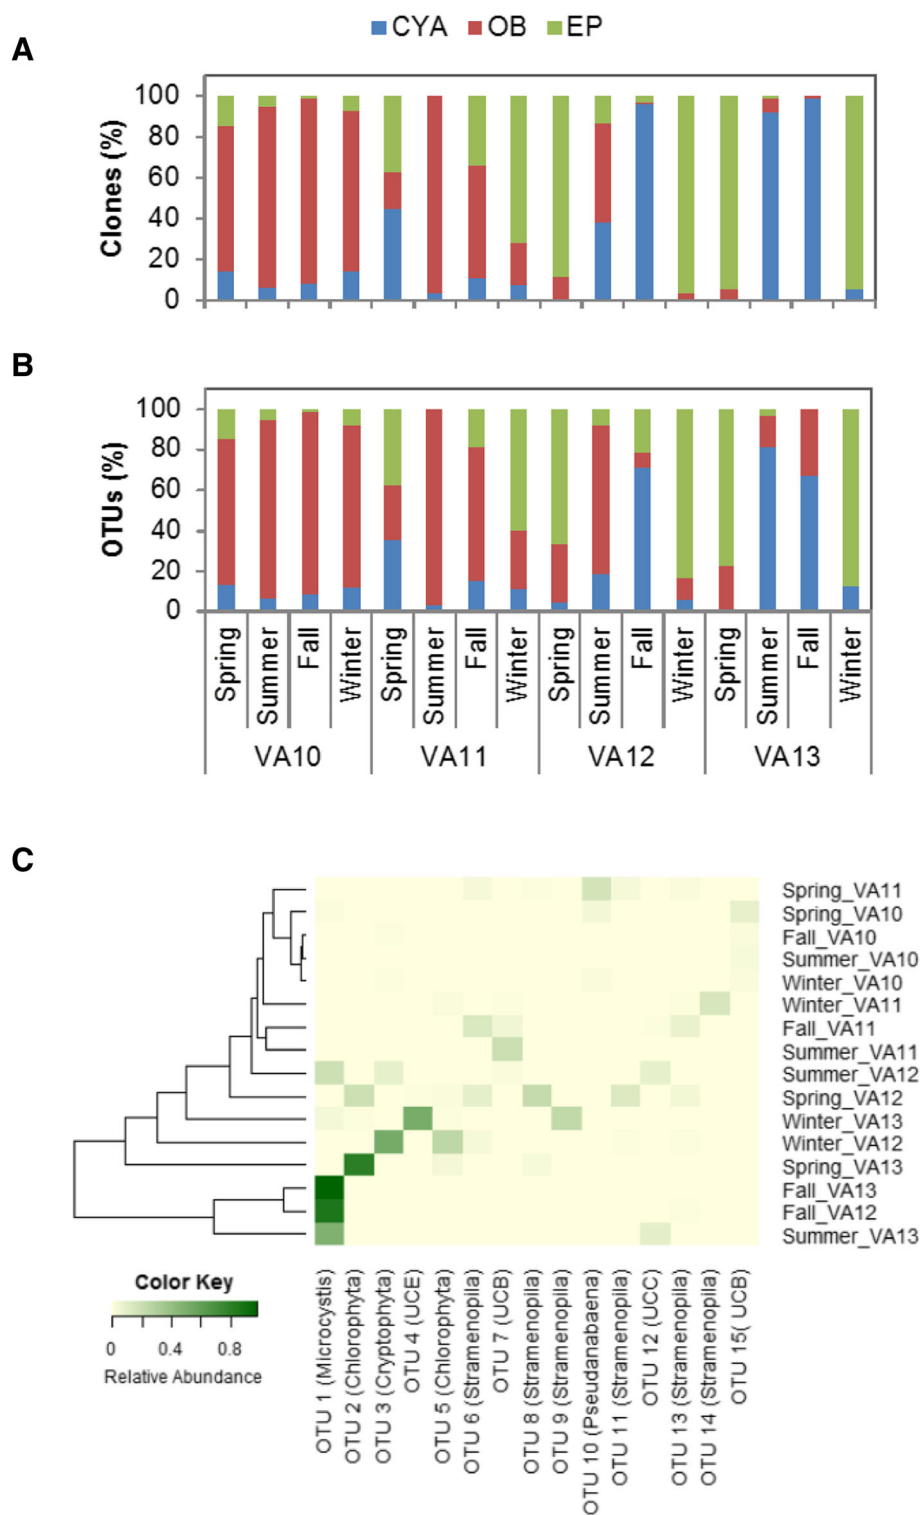 CYA OB EP
A
Clones (%)
100
80
60
40
20
0
B
OTUs (%)
100
80
60
40
20
0
Spring Summer Fall Winter Spring Summer Fall Winter Spring Summer Fall Winter Spring Summer Fall Winter
VA10 VA11 VA12 VA13
C
Spring_VA11
Spring_VA10
Fall_VA10
Summer_VA10
Winter_VA10
Winter_VA11
Fall_VA11
Summer_VA11
Summer_VA12
Spring_VA12
Winter_VA13
Winter_VA12
Spring_VA13
Fall_VA13
Fall_VA12
Summer_VA13
Color Key
0 0.4 0.8
Relative Abundance
OTU 1 (Microcystis)
OTU 2 (Chlorophyta)
OTU 3 (Cryptophyta)
OTU 4 (UCE)
OTU 5 (Chlorophyta)
OTU 6 (Stramenopila)
OTU 7 (UCB)
OTU 8 (Stramenopila)
OTU 9 (Stramenopila)
OTU 10 (Pseudanabaena)
OTU 11 (Stramenopila)
OTU 12 (UCC)
OTU 13 (Stramenopila)
OTU 14 (Stramenopila)
OTU 15( UCB)